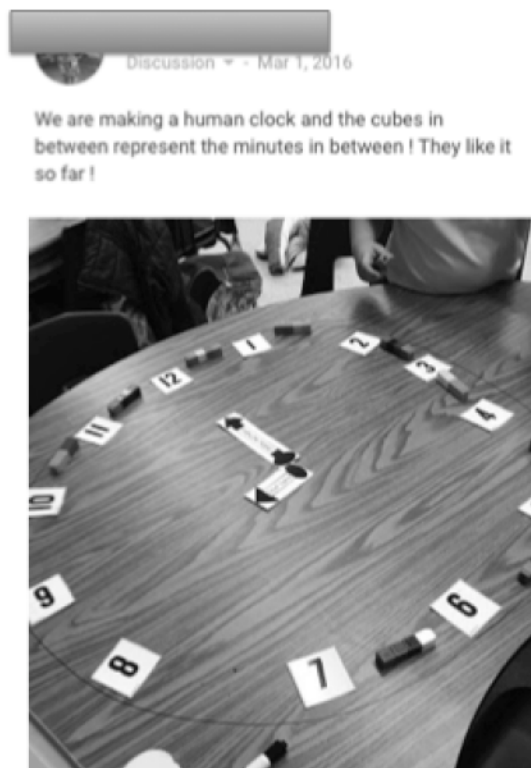 Discussion - Mar 1, 2016
We are making a human clock and the cubes in
between represent the minutes in between ! They like it
so far !
1
2
12
3
11
4
10
9
6
8
7